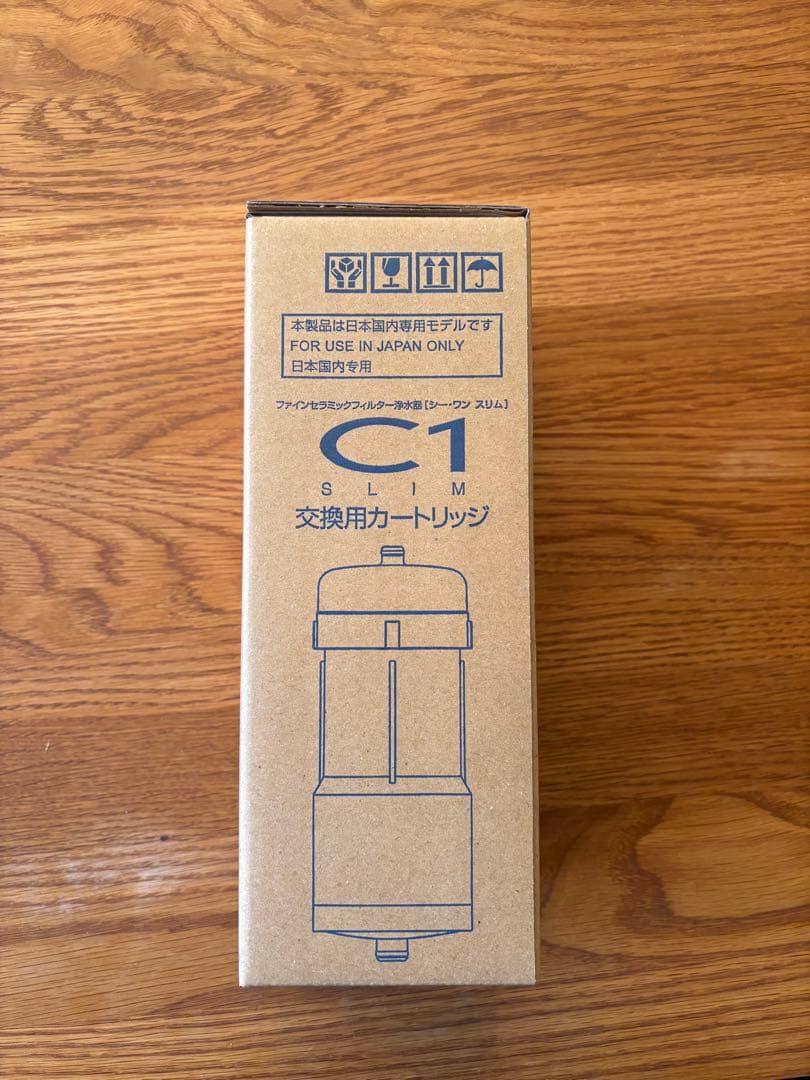 本製品は日本国内専用モデルです
FOR USE IN JAPAN ONLY
日本国内专用
ファインセラミックフィルター浄水器[シー・ワン スリム]
C1
SLIM
交換用カートリッジ